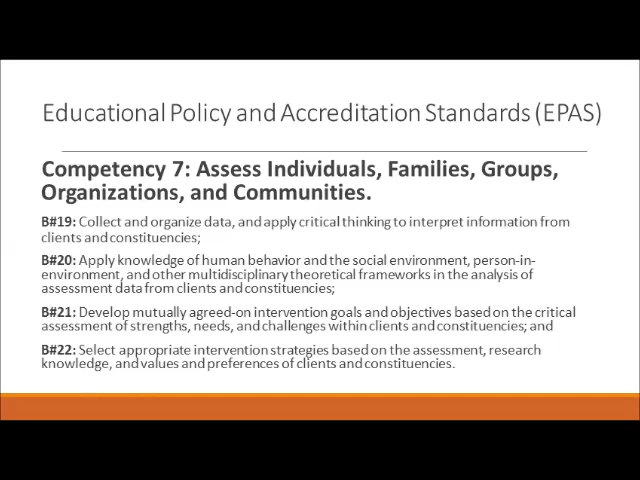 Educational Policy and Accreditation Standards (EPAS)
Competency 7: Assess Individuals, Families, Groups,
Organizations, and Communities.
B#19: Collect and organize data, and apply critical thinking to interpret information from
clients and constituencies;
B#20: Apply knowledge of human behavior and the social environment, person-in-
environment, and other multidisciplinary theoretical frameworks in the analysis of
assessment data from clients and constituencies;
B#21: Develop mutually agreed-on intervention goals and objectives based on the critical
assessment of strengths, needs, and challenges within clients and constituencies; and
B#22: Select appropriate intervention strategies based on the assessment, research
knowledge, and values and preferences of clients and constituencies.